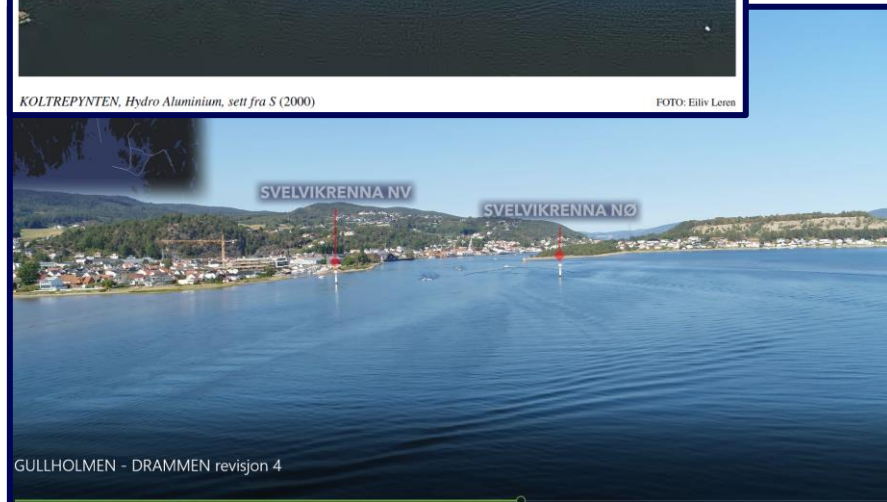 KOLTREPYNTEN, Hydro Aluminium, sett fra S (2000)
FOTO: Eiliv Leren
SVELVIKRENNA NV
SVELVIKRENNA NØ
GULLHOLMEN - DRAMMEN revisjon 4